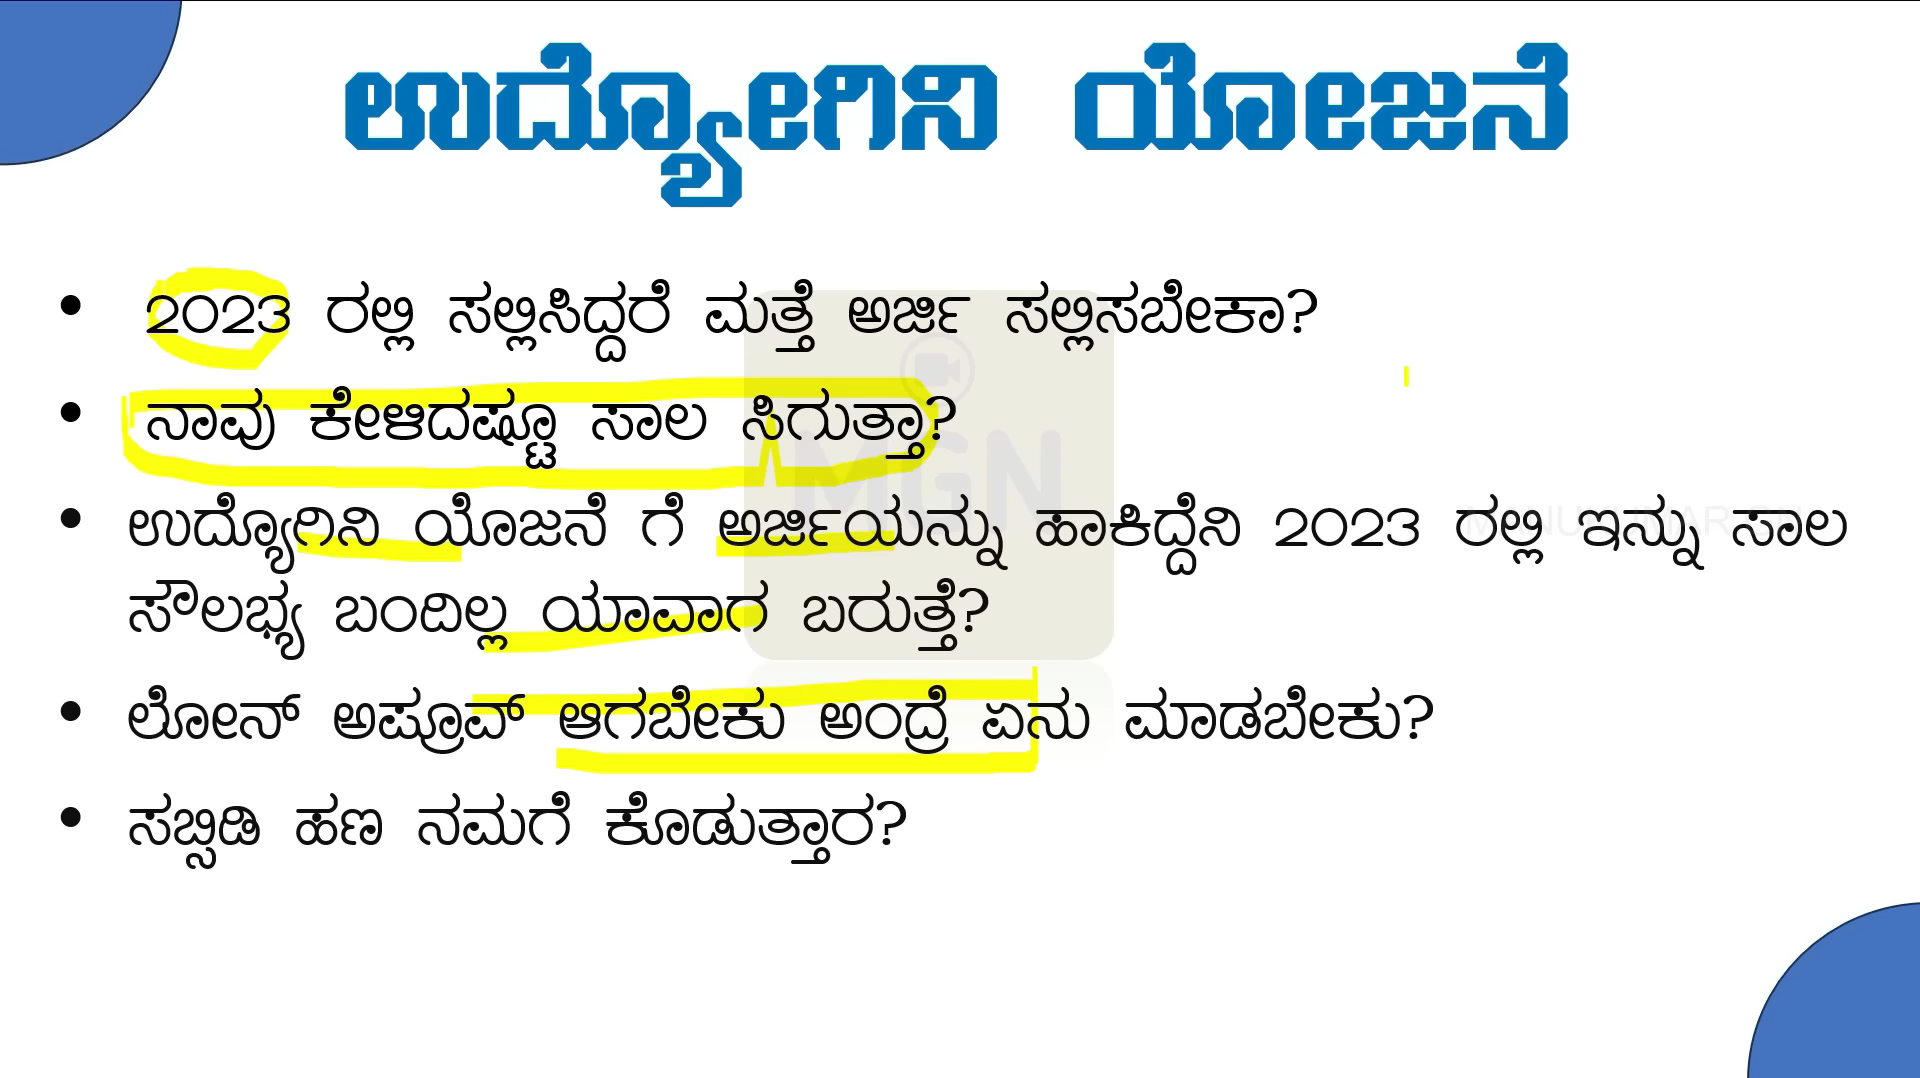 ಉದ್ಯೋಗಿನಿ ಯೋಜನೆ
• 2023 ರಲ್ಲಿ ಸಲ್ಲಿಸಿದ್ದರೆ ಮತ್ತೆ ಅರ್ಜಿ ಸಲ್ಲಿಸಬೇಕಾ?
• ನಾವು ಕೇಳಿದಷ್ಟೂ ಸಾಲ ಸಿಗುತ್ತಾ?
• ಉದ್ಯೊಗಿನಿ ಯೊಜನೆ ಗೆ ಅರ್ಜಿಯನ್ನು ಹಾಕಿದ್ದೆನಿ 2023 ರಲ್ಲಿ ಇನ್ನು ಸಾಲ
ಸೌಲಭ್ಯ ಬಂದಿಲ್ಲ ಯಾವಾಗ ಬರುತ್ತೆ?
• ಲೋನ್ ಅಪ್ರೂವ್ ಆಗಬೇಕು ಅಂದ್ರೆ ಏನು ಮಾಡಬೇಕು?
• ಸಬ್ಸಿಡಿ ಹಣ ನಮಗೆ ಕೊಡುತ್ತಾರ?
MGN